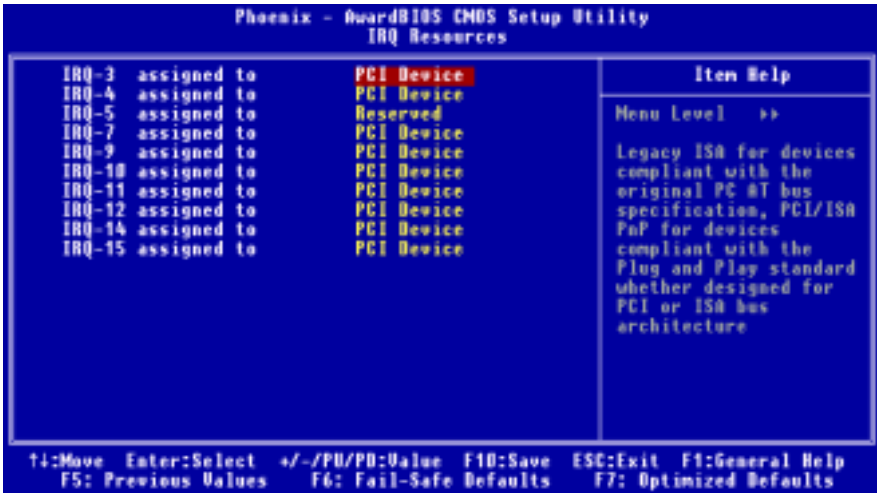 Phoenix - AwardBIOS CMOS Setup Utility
IRQ Resources
IRQ-3 assigned to PCI Device
IRQ-4 assigned to PCI Device
IRQ-5 assigned to Reserved
IRQ-7 assigned to PCI Device
IRQ-9 assigned to PCI Device
IRQ-10 assigned to PCI Device
IRQ-11 assigned to PCI Device
IRQ-12 assigned to PCI Device
IRQ-14 assigned to PCI Device
IRQ-15 assigned to PCI Device
Item Help
Menu Level ▸▸
Legacy ISA for devices
compliant with the
original PC AT bus
specification, PCI/ISA
PnP for devices
compliant with the
Plug and Play standard
whether designed for
PCI or ISA bus
architecture
↑↓:Move Enter:Select +/-/PU/PD:Value F10:Save ESC:Exit F1:General Help
F5: Previous Values F6: Fail-Safe Defaults F7: Optimized Defaults